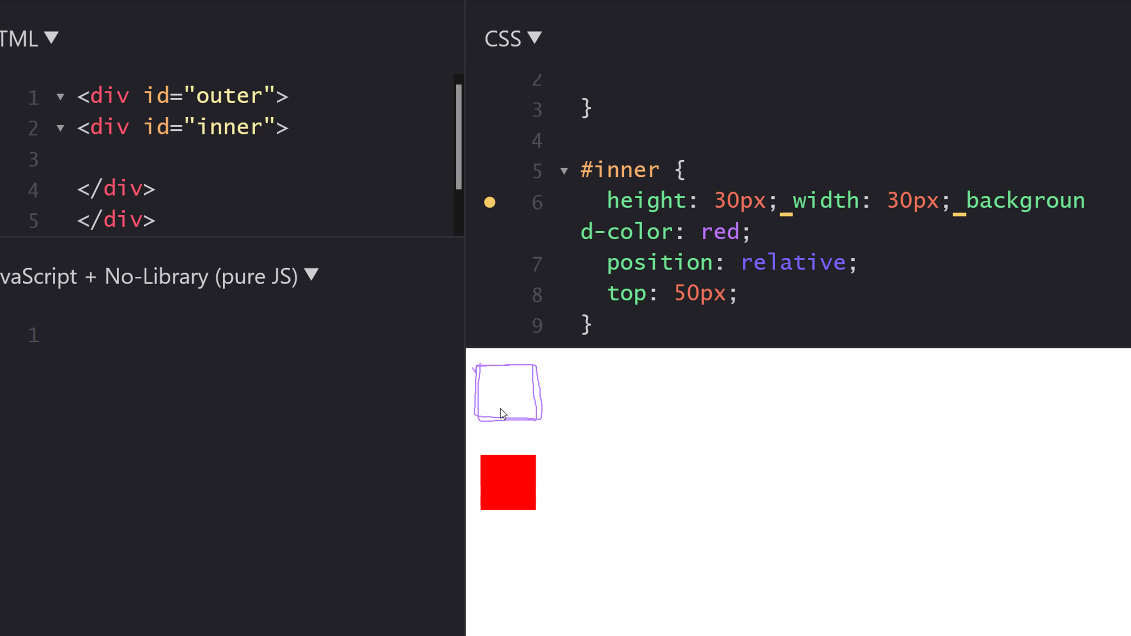 TML ▼
1 ▾ <div id="outer">
2 ▾ <div id="inner">
3
4 </div>
5 </div>
vaScript + No-Library (pure JS) ▼
1
CSS ▼
2
3 }
4
5 ▾ #inner {
6 height: 30px; width: 30px; backgroun
d-color: red;
7 position: relative;
8 top: 50px;
9 }